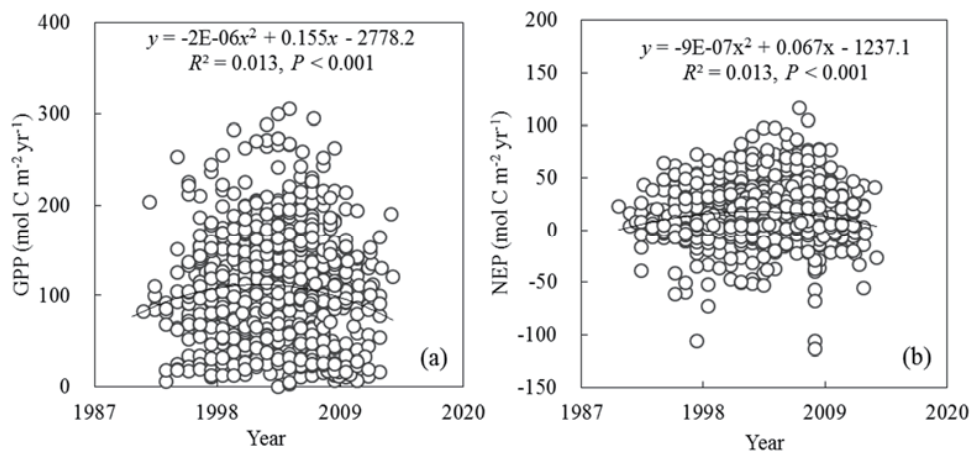 400
300
200
100
0
GPP (mol C m⁻² yr⁻¹)
y = -2E-06x² + 0.155x - 2778.2
R² = 0.013, P < 0.001
(a)
1987 1998 2009 2020
Year
200
150
100
50
0
-50
-100
-150
NEP (mol C m⁻² yr⁻¹)
y = -9E-07x² + 0.067x - 1237.1
R² = 0.013, P < 0.001
(b)
1987 1998 2009 2020
Year